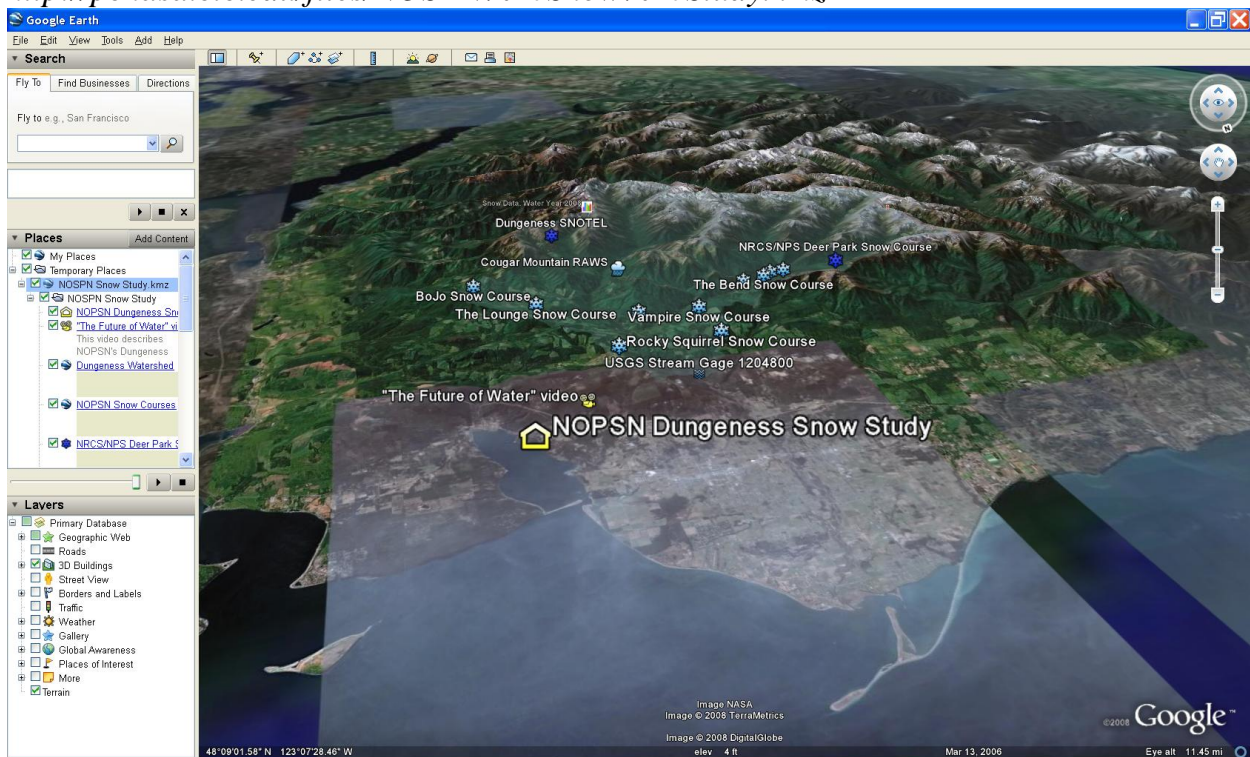 Google Earth
File Edit View Tools Add Help
Search
Fly To Find Businesses Directions
Fly to e.g., San Francisco
Places Add Content
My Places
Temporary Places
NOSPN Snow Study.kmz
NOSPN Snow Study
NOPSN Dungeness Sno
"The Future of Water" vi
This video describes
NOPSN's Dungeness
Dungeness Watershed
NOPSN Snow Courses
NRCS/NPS Deer Park S
Layers
Primary Database
Geographic Web
Roads
3D Buildings
Street View
Borders and Labels
Traffic
Weather
Gallery
Global Awareness
Places of Interest
More
Terrain
N
Snow Data, Water Year 2008
Dungeness SNOTEL
NRCS/NPS Deer Park Snow Course
Cougar Mountain RAWS
The Bend Snow Course
BoJo Snow Course
The Lounge Snow Course Vampire Snow Course
Rocky Squirrel Snow Course
USGS Stream Gage 1204800
"The Future of Water" video
NOPSN Dungeness Snow Study
Image NASA
Image © 2008 TerraMetrics
Image © 2008 DigitalGlobe
©2008 Google™
48°09'01.58" N 123°07'28.46" W elev 4 ft Mar 13, 2006 Eye alt 11.45 mi